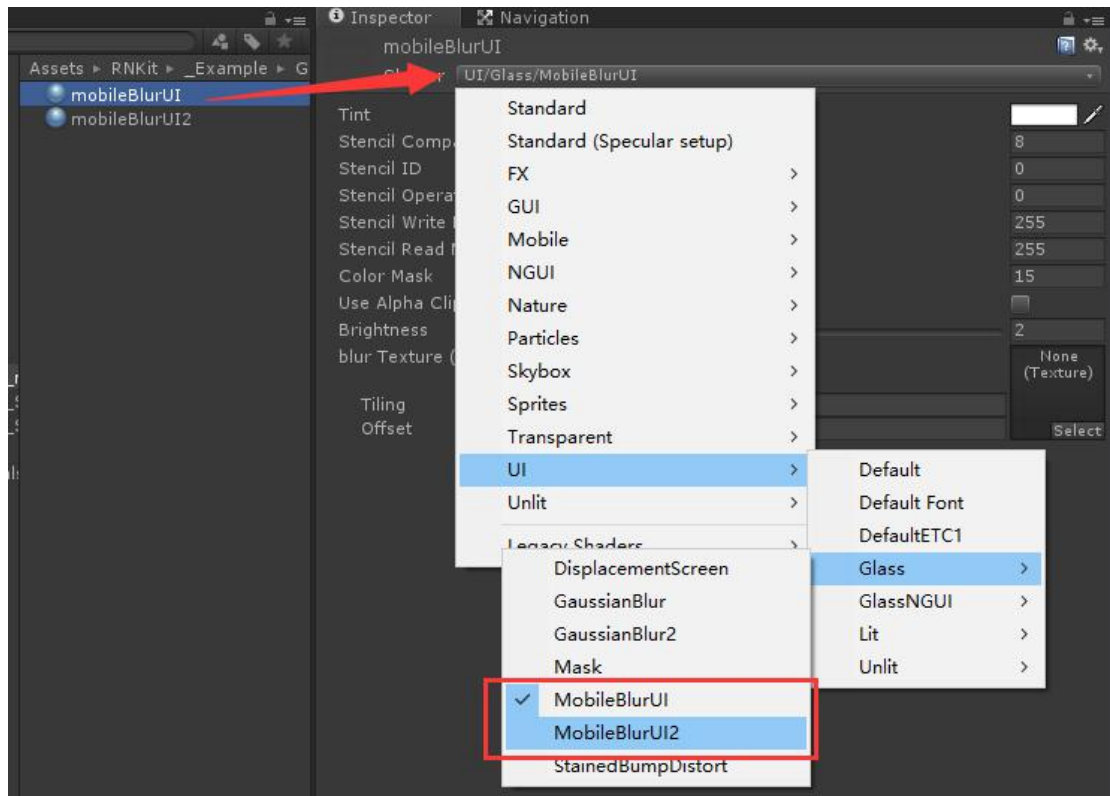 Inspector
Navigation
mobileBlurUI
Assets ▸ RNKit ▸ _Example ▸ G
UI/Glass/MobileBlurUI
mobileBlurUI
mobileBlurUI2
Tint
Stencil Comp
8
Stencil ID
0
Stencil Opera
0
Stencil Write
255
Stencil Read
255
Color Mask
15
Use Alpha Cli
Brightness
2
blur Texture (
None
(Texture)
Tiling
Offset
Select
Standard
Standard (Specular setup)
FX
GUI
Mobile
NGUI
Nature
Particles
Skybox
Sprites
Transparent
UI
Unlit
Legacy Shaders
Default
Default Font
DefaultETC1
Glass
GlassNGUI
Lit
Unlit
DisplacementScreen
GaussianBlur
GaussianBlur2
Mask
MobileBlurUI
MobileBlurUI2
StainedBumpDistort